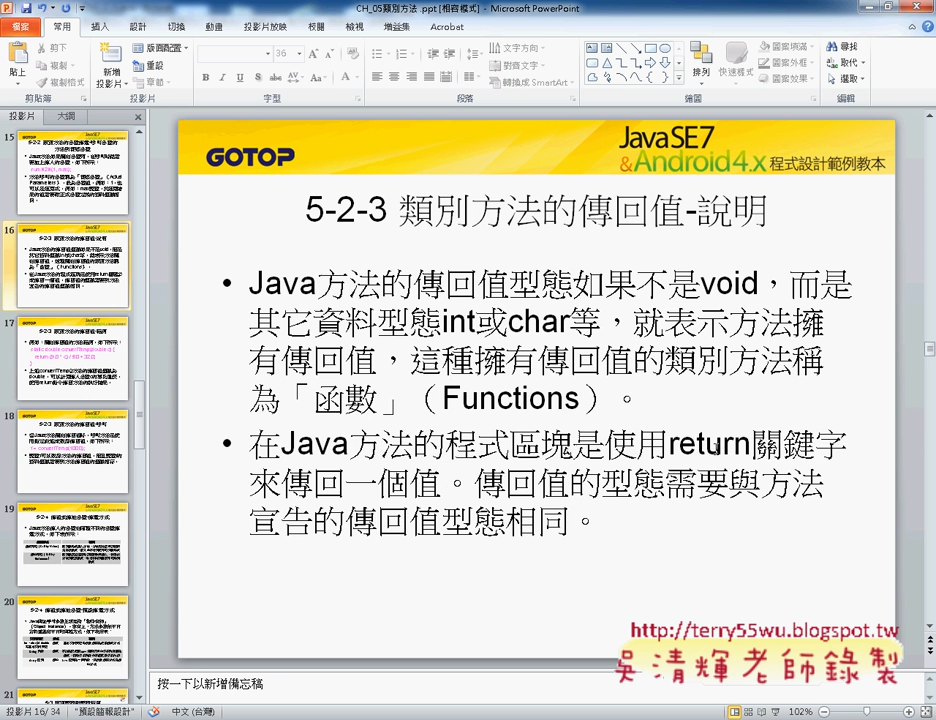 CH_05類別方法 .ppt [相容模式] - Microsoft PowerPoint
檔案 常用 插入 設計 切換 動畫 投影片放映 校閱 檢視 增益集 Acrobat
貼上
剪下
複製
複製格式
剪貼簿
新增
投影片
版面配置
重設
章節
投影片
36
字型
文字方向
對齊文字
轉換成 SmartArt
段落
排列
快速樣式
圖案填滿
圖案外框
圖案效果
繪圖
尋找
取代
選取
編輯
投影片 大綱
15
16
17
18
19
20
21
GOTOP
JavaSE7
&Android4.x 程式設計範例教本
5-2-3 類別方法的傳回值-說明
• Java方法的傳回值型態如果不是void，而是
其它資料型態int或char等，就表示方法擁
有傳回值，這種擁有傳回值的類別方法稱
為「函數」（Functions）。
• 在Java方法的程式區塊是使用return關鍵字
來傳回一個值。傳回值的型態需要與方法
宣告的傳回值型態相同。
http://terry55wu.blogspot.tw
吳清輝老師錄製
按一下以新增備忘稿
投影片 16/34 "預設簡報設計" 中文 (台灣) 102%